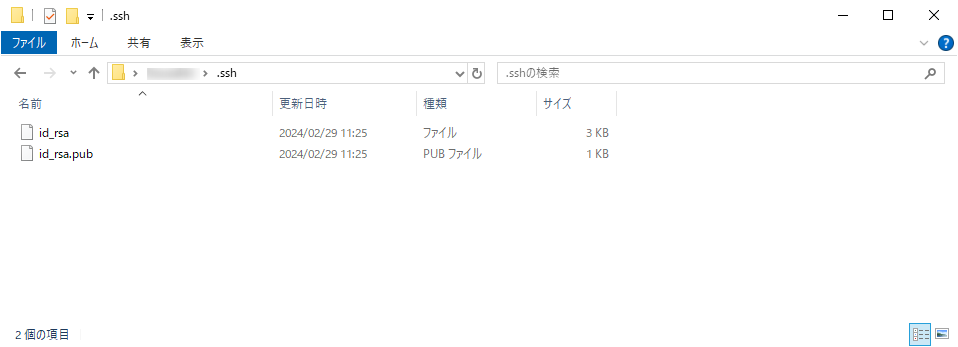 .ssh
ファイル ホーム 共有 表示
.ssh .sshの検索
名前 更新日時 種類 サイズ
id_rsa 2024/02/29 11:25 ファイル 3 KB
id_rsa.pub 2024/02/29 11:25 PUB ファイル 1 KB
2 個の項目